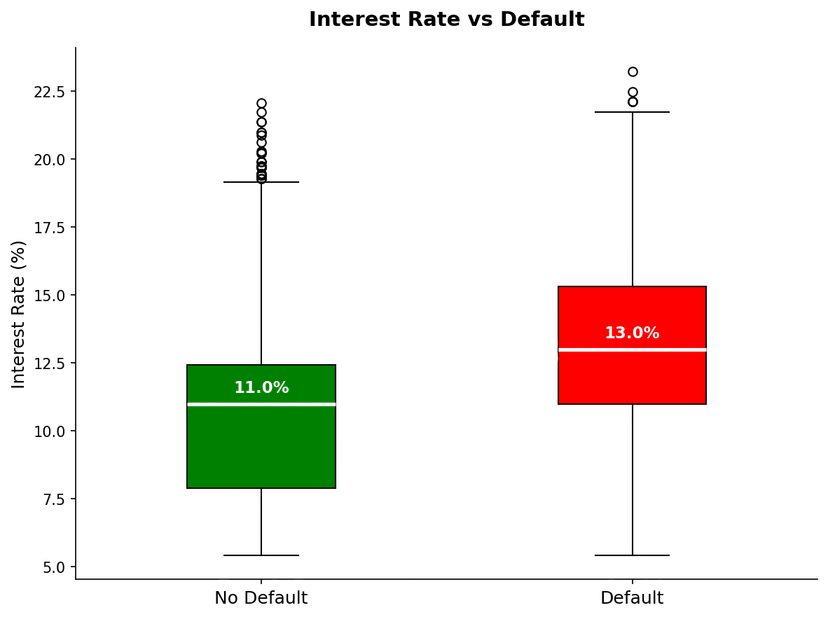 Interest Rate vs Default
Interest Rate (%)
22.5
20.0
17.5
15.0
12.5
10.0
7.5
5.0
11.0%
13.0%
No Default
Default